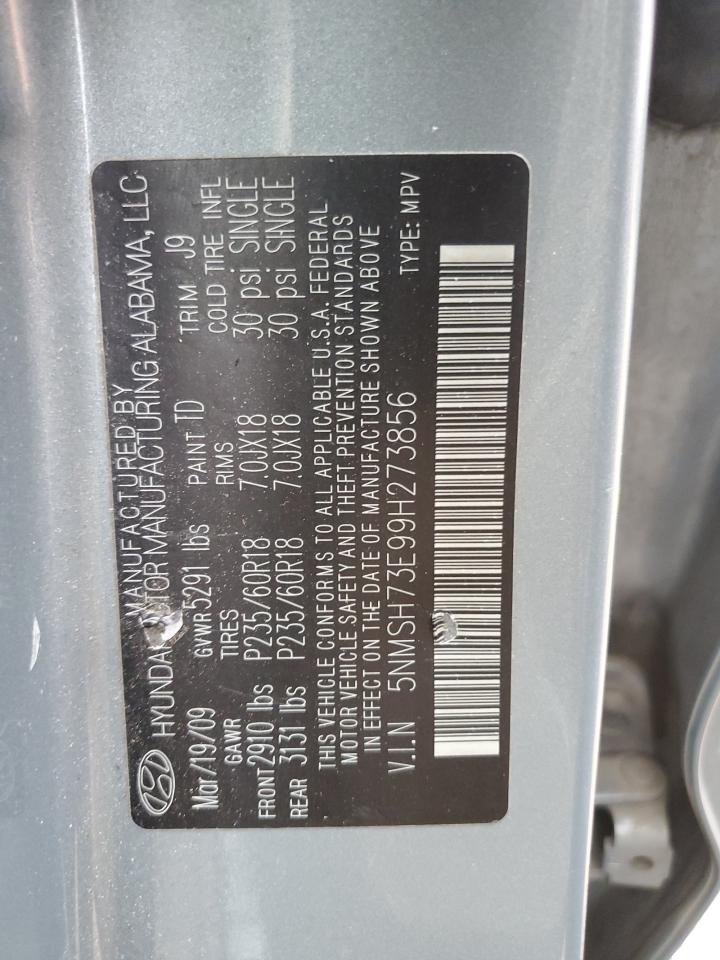 MANUFACTURED BY
HYUNDAI MOTOR MANUFACTURING ALABAMA, LLC
Mar/19/09 GVWR 5291 lbs PAINT TD TRIM J9
GAWR TIRES RIMS COLD TIRE INFL
FRONT 2910 lbs P235/60R18 7.0JX18 30 psi SINGLE
REAR 3131 lbs P235/60R18 7.0JX18 30 psi SINGLE
THIS VEHICLE CONFORMS TO ALL APPLICABLE U.S.A. FEDERAL
MOTOR VEHICLE SAFETY AND THEFT PREVENTION STANDARDS
IN EFFECT ON THE DATE OF MANUFACTURE SHOWN ABOVE
V.I.N 5NMSH73E99H273856 TYPE: MPV